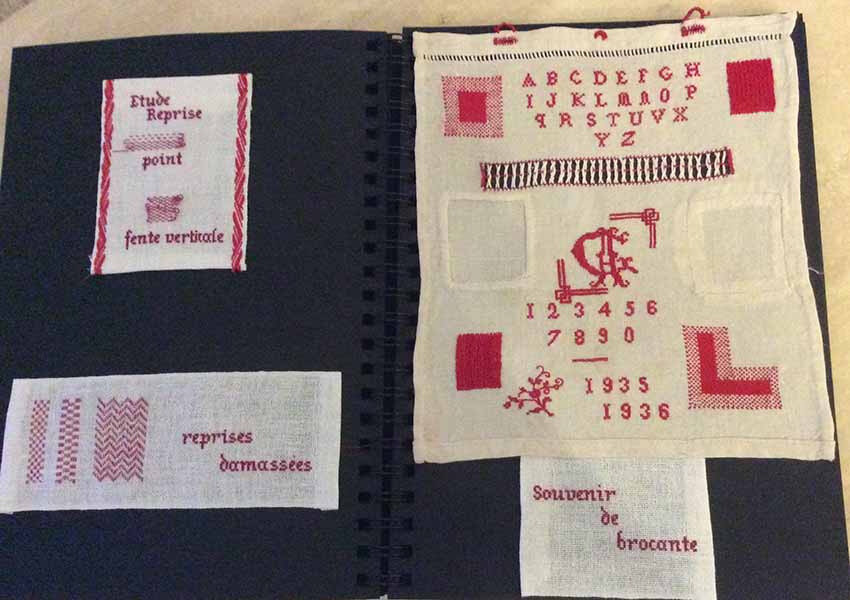 Etude
Reprise
point
fente verticale
reprises
damassées
A B C D E F G H
I J K L M N O P
Q R S T U V X
Y Z
A
1 2 3 4 5 6
7 8 9 0
1935
1936
Souvenir
de
brocante